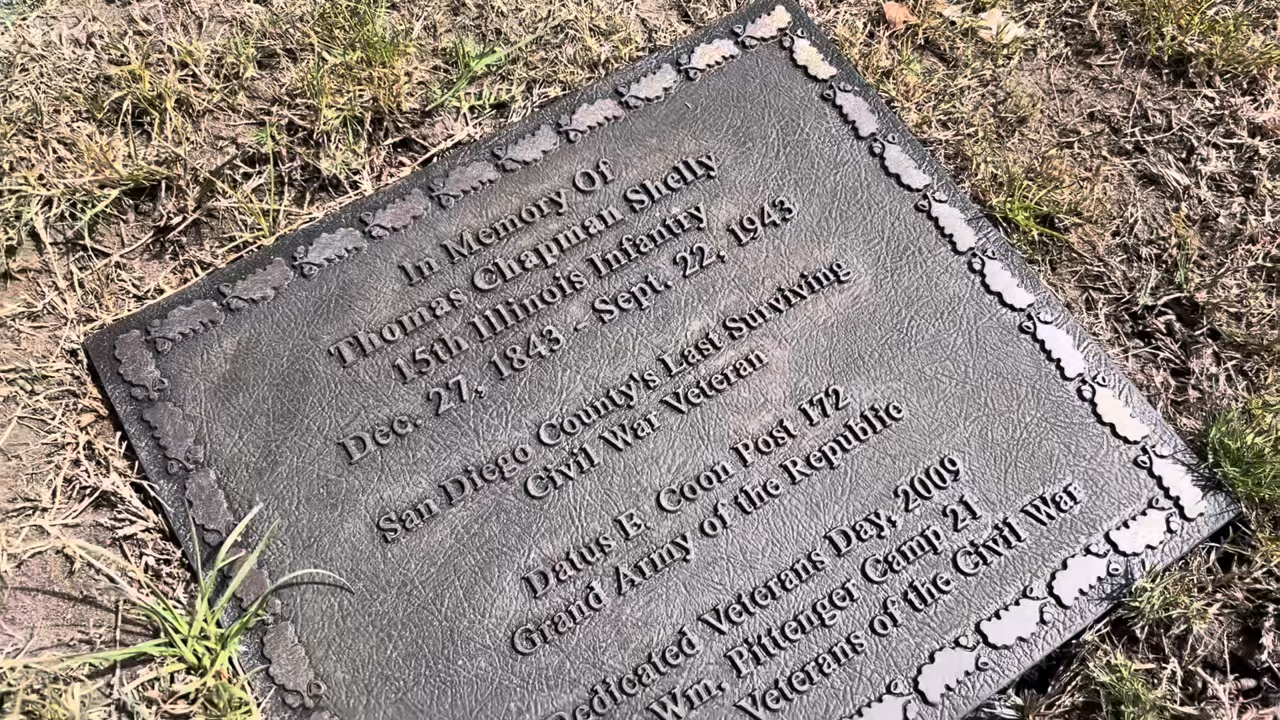 In Memory Of
Thomas Chapman Shelly
15th Illinois Infantry
Dec. 27, 1843 - Sept. 22, 1943
San Diego County's Last Surviving
Civil War Veteran
Datus E. Coon Post 172
Grand Army of the Republic
Dedicated Veterans Day, 2009
Wm. Pittenger Camp 21
Veterans of the Civil War